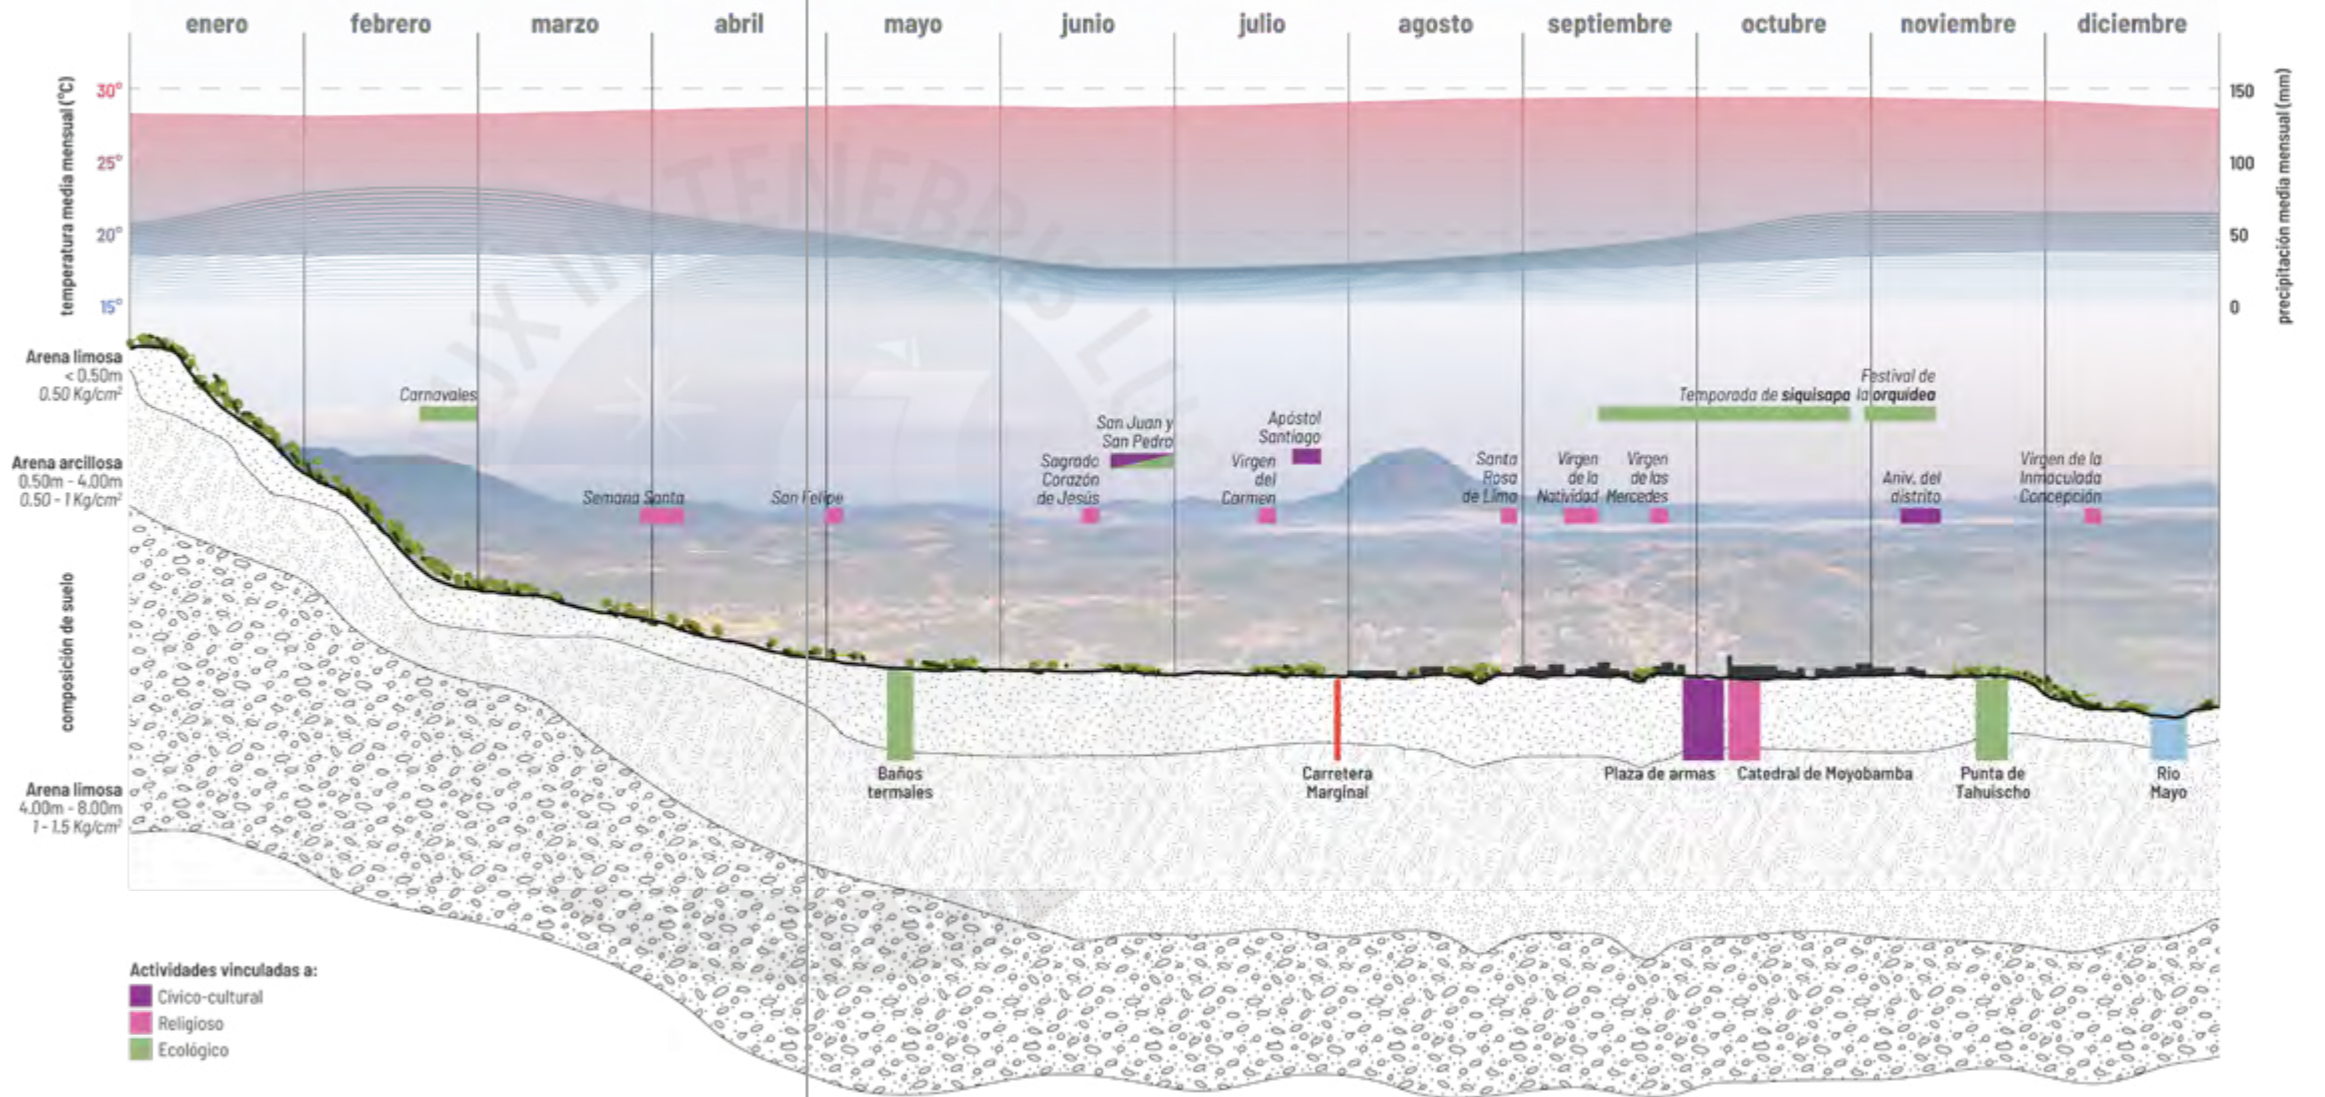 enero febrero marzo abril mayo junio julio agosto septiembre octubre noviembre diciembre
temperatura media mensual (°C)
30°
25°
20°
15°
150
100
50
0
precipitación media mensual (mm)
Arena limosa
< 0.50m
0.50 Kg/cm²
Arena arcillosa
0.50m - 4.00m
0.50 - 1 Kg/cm²
composición de suelo
Arena limosa
4.00m - 8.00m
1 - 1.5 Kg/cm²
LUX IN TENEBRIS LUCET
Carnavales
Semana Santa
San Felipe
Sagrado
Corazón
de Jesús
San Juan y
San Pedro
Virgen
del
Carmen
Apóstol
Santiago
Santa
Rosa
de Lima
Virgen
de la
Natividad
Virgen
de las
Mercedes
Temporada de siquisapa
Festival de
la orquídea
Aniv. del
distrito
Virgen de la
Inmaculada
Concepción
Baños
termales
Carretera
Marginal
Plaza de armas
Catedral de Moyobamba
Punta de
Tahuischo
Río
Mayo
Actividades vinculadas a:
Cívico-cultural
Religioso
Ecológico